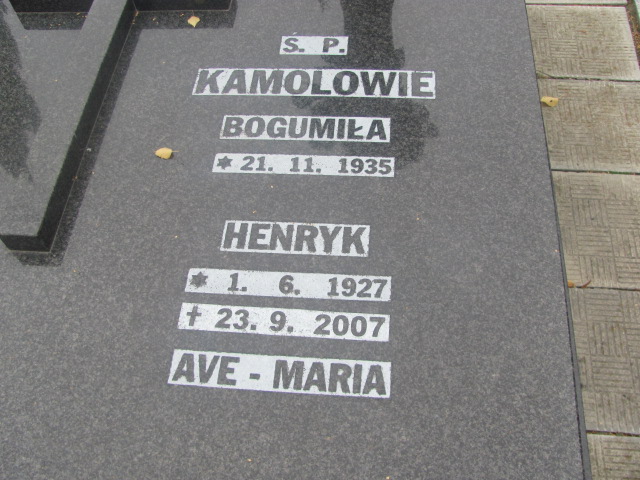 Ś. P.
KAMOLOWIE
BOGUMIŁA
* 21. 11. 1935
HENRYK
* 1. 6. 1927
✝ 23. 9. 2007
AVE - MARIA